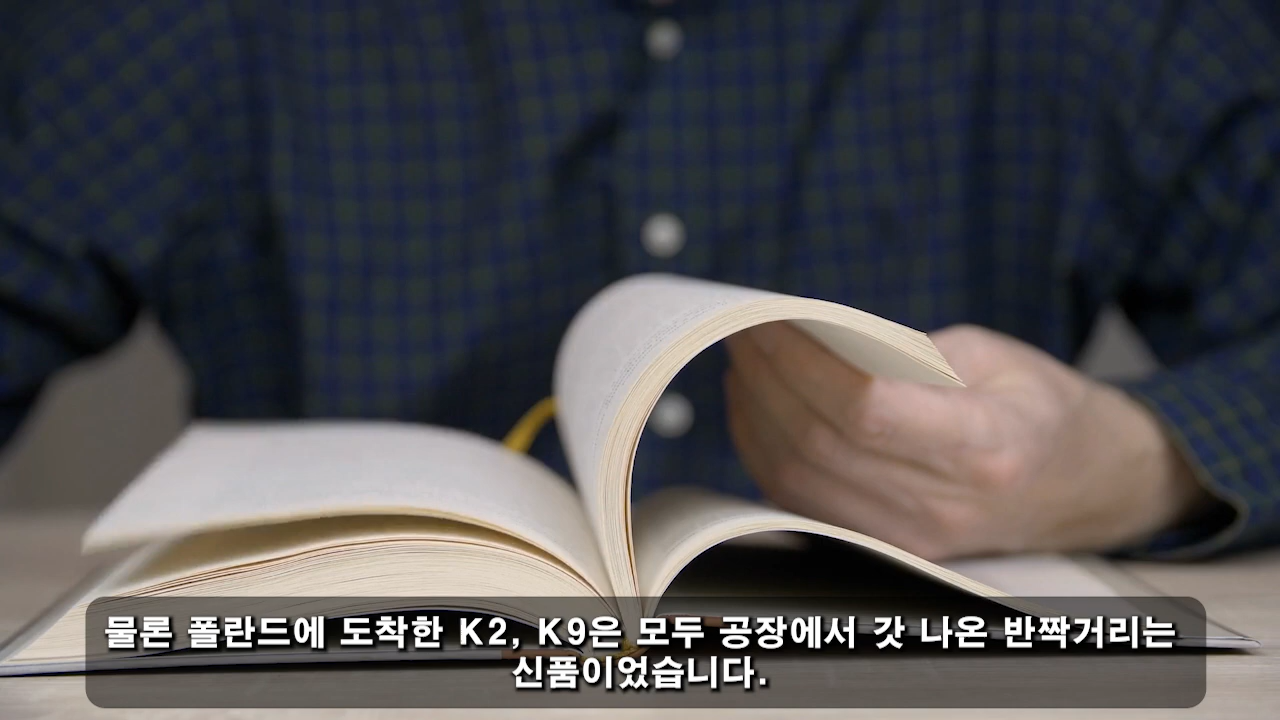 물론 폴란드에 도착한 K2, K9은 모두 공장에서 갓 나온 반짝거리는
신품이었습니다.